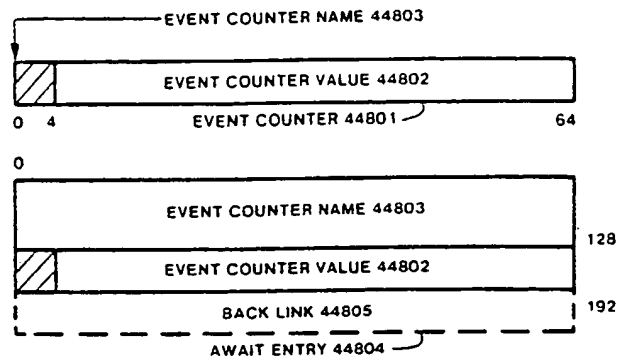 EVENT COUNTER NAME 44803
EVENT COUNTER VALUE 44802
0 4 EVENT COUNTER 44801 64
0
EVENT COUNTER NAME 44803
128
EVENT COUNTER VALUE 44802
BACK LINK 44805 192
AWAIT ENTRY 44804